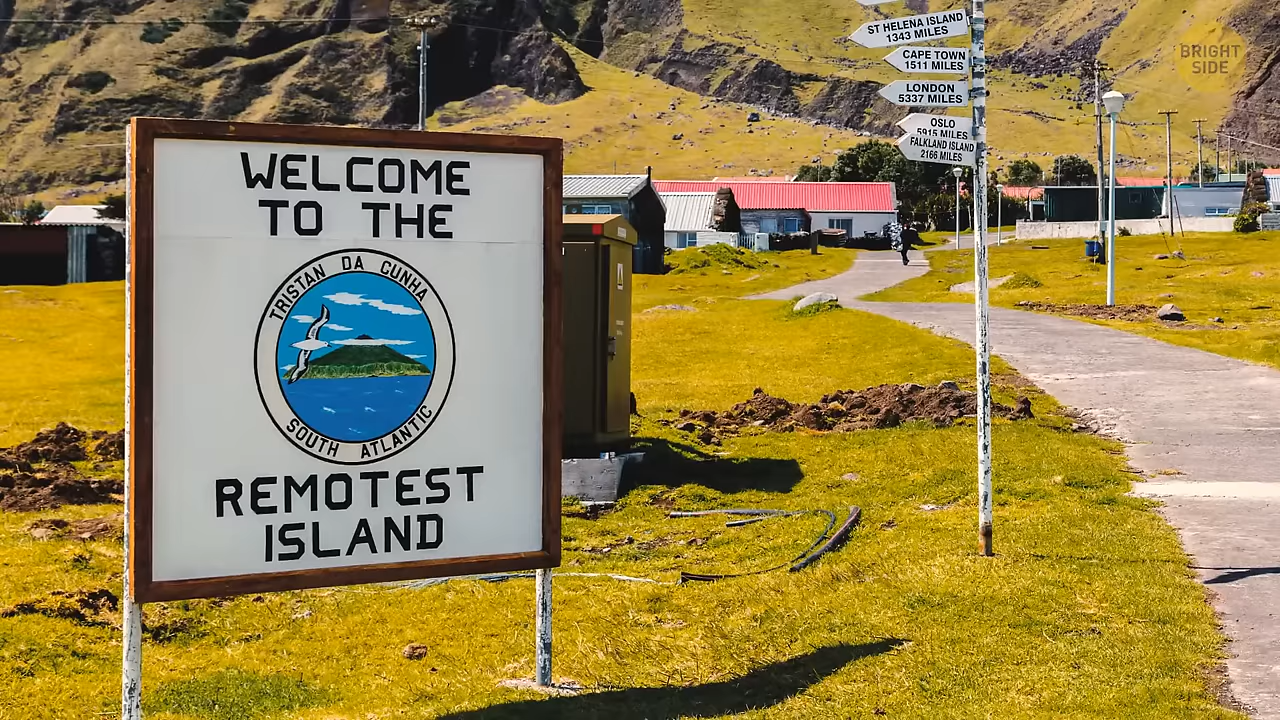 WELCOME
TO THE
TRISTAN DA CUNHA
SOUTH ATLANTIC
REMOTEST
ISLAND
ST HELENA ISLAND
1343 MILES
CAPE TOWN
1511 MILES
LONDON
5337 MILES
OSLO
5915 MILES
FALKLAND ISLAND
2166 MILES
BRIGHT
SIDE